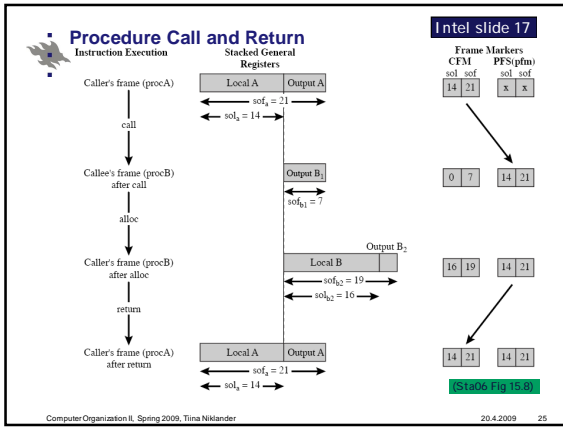 Intel slide 17
Procedure Call and Return
Instruction Execution
Stacked General
Registers
Frame Markers
CFM PFS(pfm)
sol sof sol sof
Caller's frame (procA)
Local A Output A
14 21 x x
sofa = 21
sola = 14
call
Callee's frame (procB)
after call
Output B1
0 7 14 21
sofb1 = 7
alloc
Output B2
Caller's frame (procB)
after alloc
Local B
16 19 14 21
sofb2 = 19
solb2 = 16
return
Caller's frame (procA)
after return
Local A Output A
14 21 14 21
sofa = 21
sola = 14
(Sta06 Fig 15.8)
Computer Organization II, Spring 2009, Tiina Niklander 20.4.2009 25